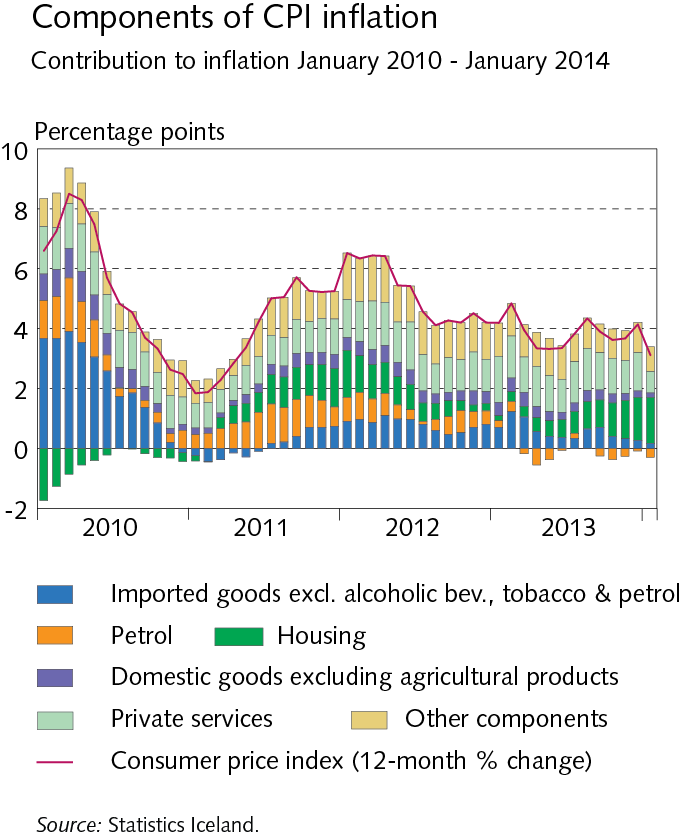 Components of CPI inflation
Contribution to inflation January 2010 - January 2014
Percentage points
10
8
6
4
2
0
-2
2010 2011 2012 2013
Imported goods excl. alcoholic bev., tobacco & petrol
Petrol Housing
Domestic goods excluding agricultural products
Private services Other components
Consumer price index (12-month % change)
Source: Statistics Iceland.